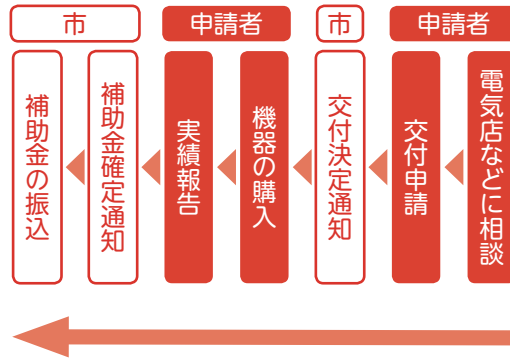 申請者
電気店などに相談
交付申請
市
交付決定通知
申請者
機器の購入
実績報告
市
補助金確定通知
補助金の振込